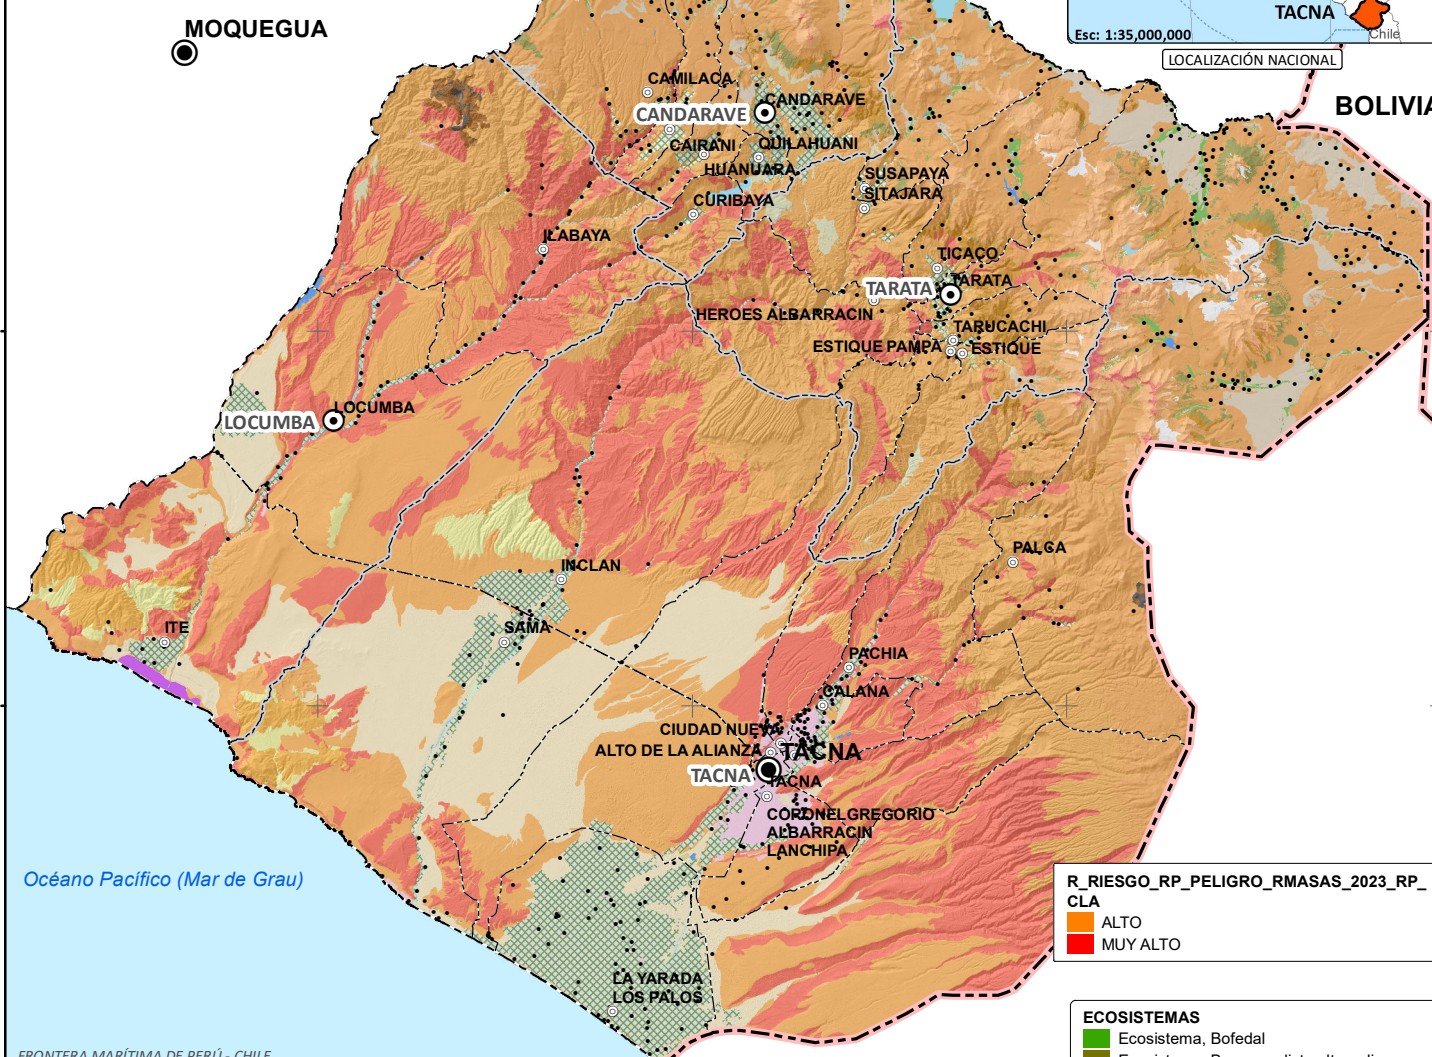 MOQUEGUA
TACNA
Chile
Esc: 1:35,000,000
LOCALIZACIÓN NACIONAL
BOLIVIA
CAMILACA
CANDARAVE
CANDARAVE
CAIRANI
QUILAHUANI
HUANUARA
SUSAPAYA
SITAJARA
CURIBAYA
ILABAYA
TICACO
TARATA
TARATA
HEROES ALBARRACIN
TARUCACHI
ESTIQUE PAMPA
ESTIQUE
LOCUMBA
LOCUMBA
PALCA
INCLAN
SAMA
ITE
PACHIA
CALANA
CIUDAD NUEVA
ALTO DE LA ALIANZA
TACNA
TACNA
TACNA
CORONEL GREGORIO
ALBARRACIN
LANCHIPA
Océano Pacífico (Mar de Grau)
R_RIESGO_RP_PELIGRO_RMASAS_2023_RP_
CLA
ALTO
MUY ALTO
LA YARADA
LOS PALOS
ECOSISTEMAS
Ecosistema, Bofedal
FRONTERA MARÍTIMA DE PERÚ - CHILE